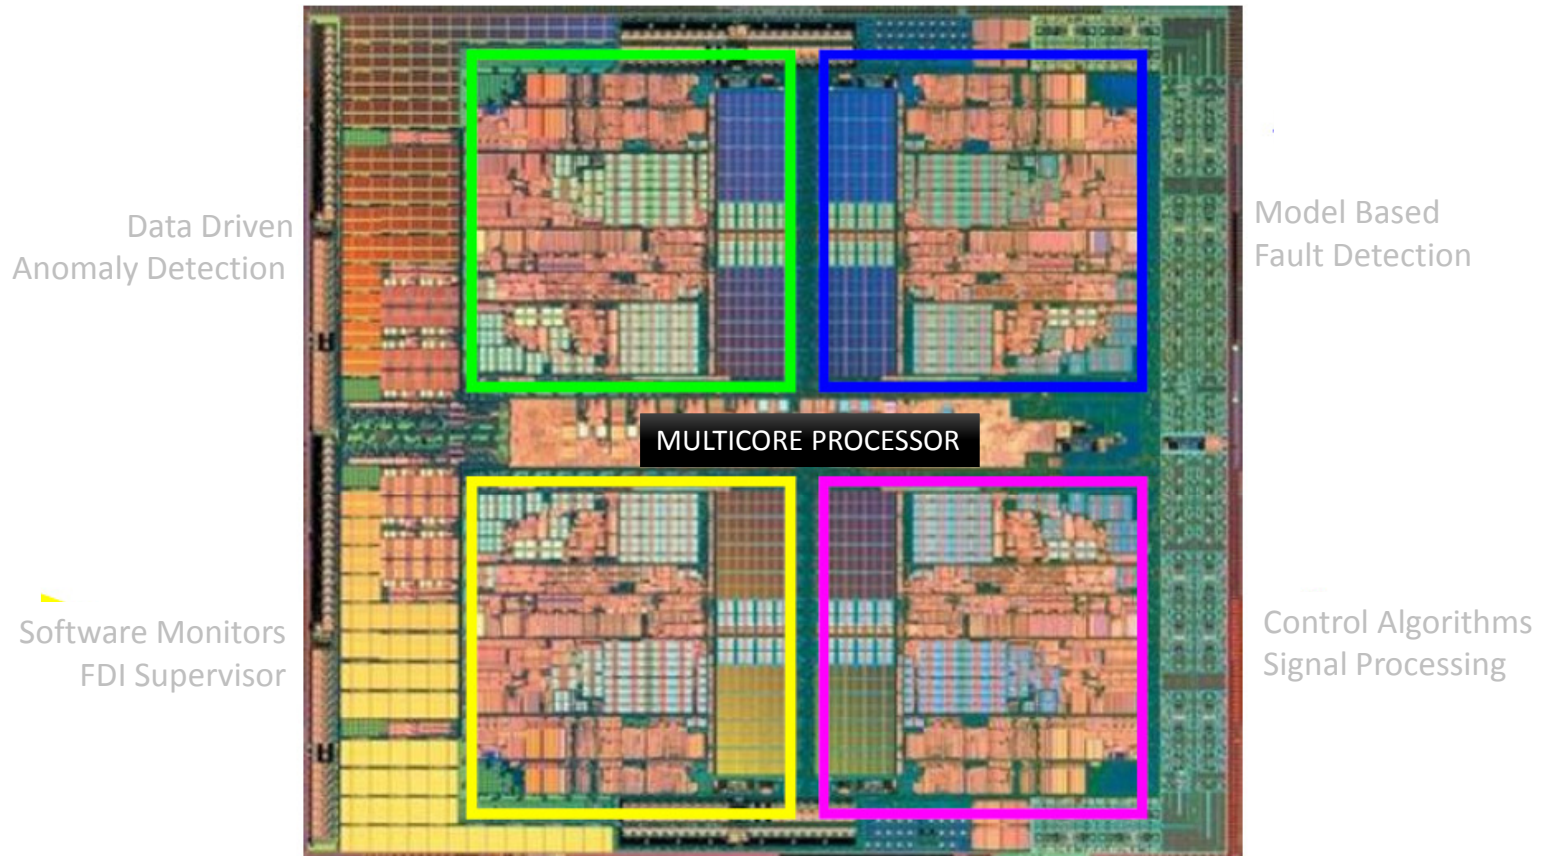 Data Driven
Anomaly Detection
Model Based
Fault Detection
MULTICORE PROCESSOR
Software Monitors
FDI Supervisor
Control Algorithms
Signal Processing